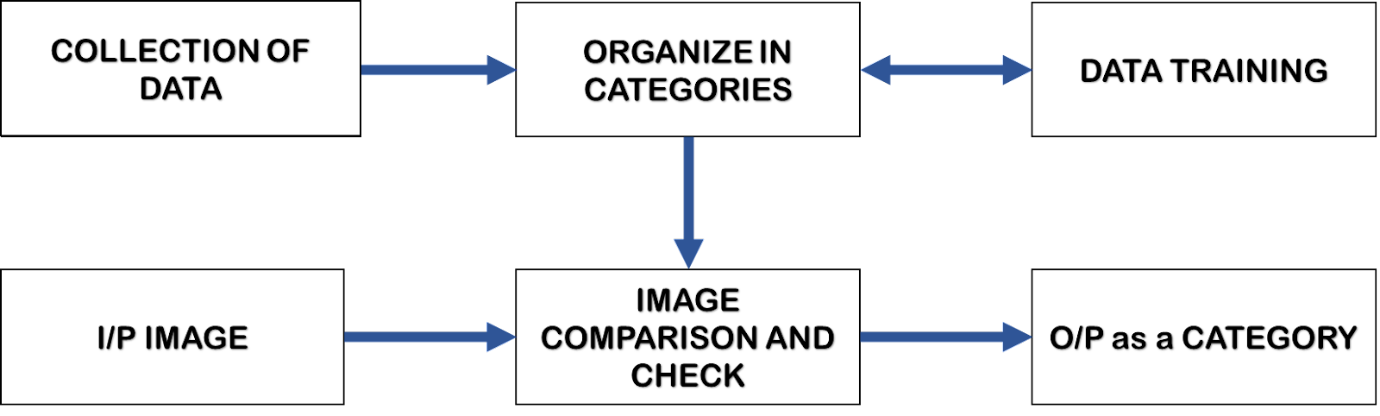 COLLECTION OF
DATA
ORGANIZE IN
CATEGORIES
DATA TRAINING
I/P IMAGE
IMAGE
COMPARISON AND
CHECK
O/P as a CATEGORY